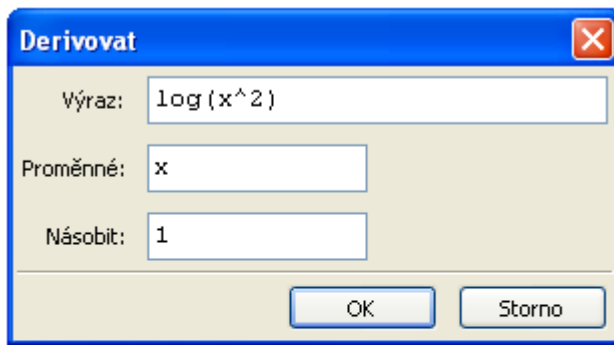 Derivovat
Výraz: log(x^2)
Proměnné: x
Násobit: 1
OK Storno